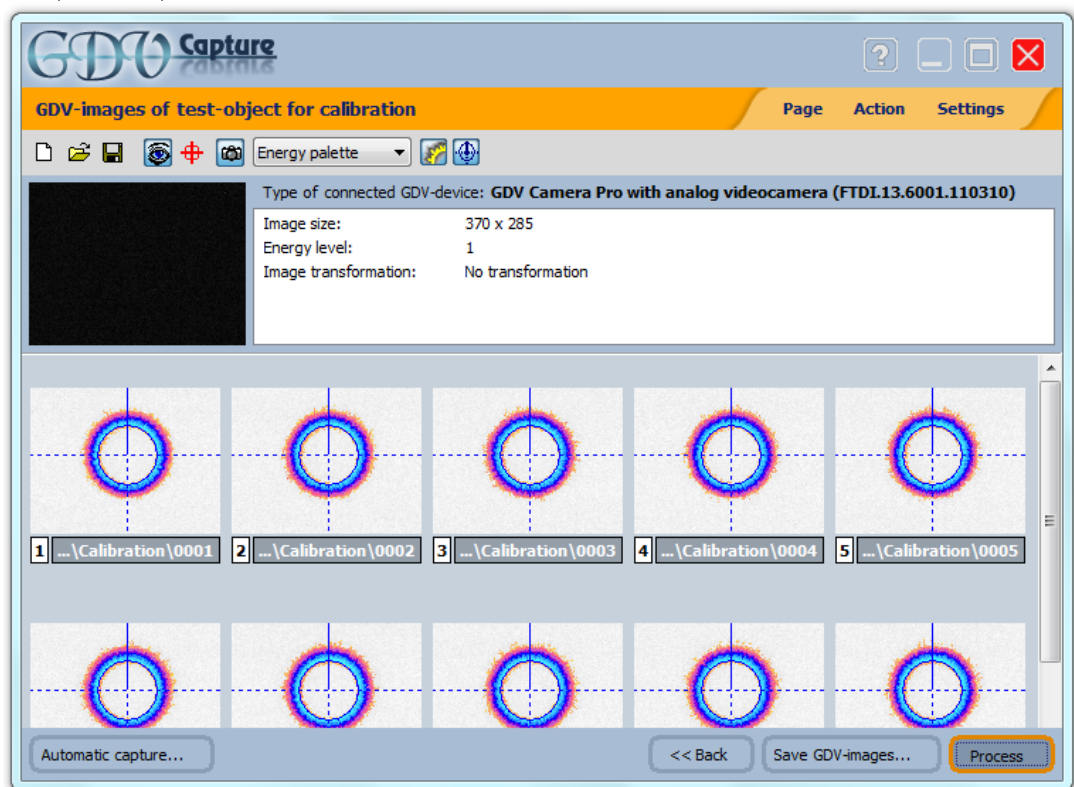 GDV Capture
GDV-images of test-object for calibration
Page Action Settings
Energy palette
Type of connected GDV-device: GDV Camera Pro with analog videocamera (FTDI.13.6001.110310)
Image size: 370 x 285
Energy level: 1
Image transformation: No transformation
1 ...\Calibration\0001 2 ...\Calibration\0002 3 ...\Calibration\0003 4 ...\Calibration\0004 5 ...\Calibration\0005
Automatic capture... << Back Save GDV-images... Process